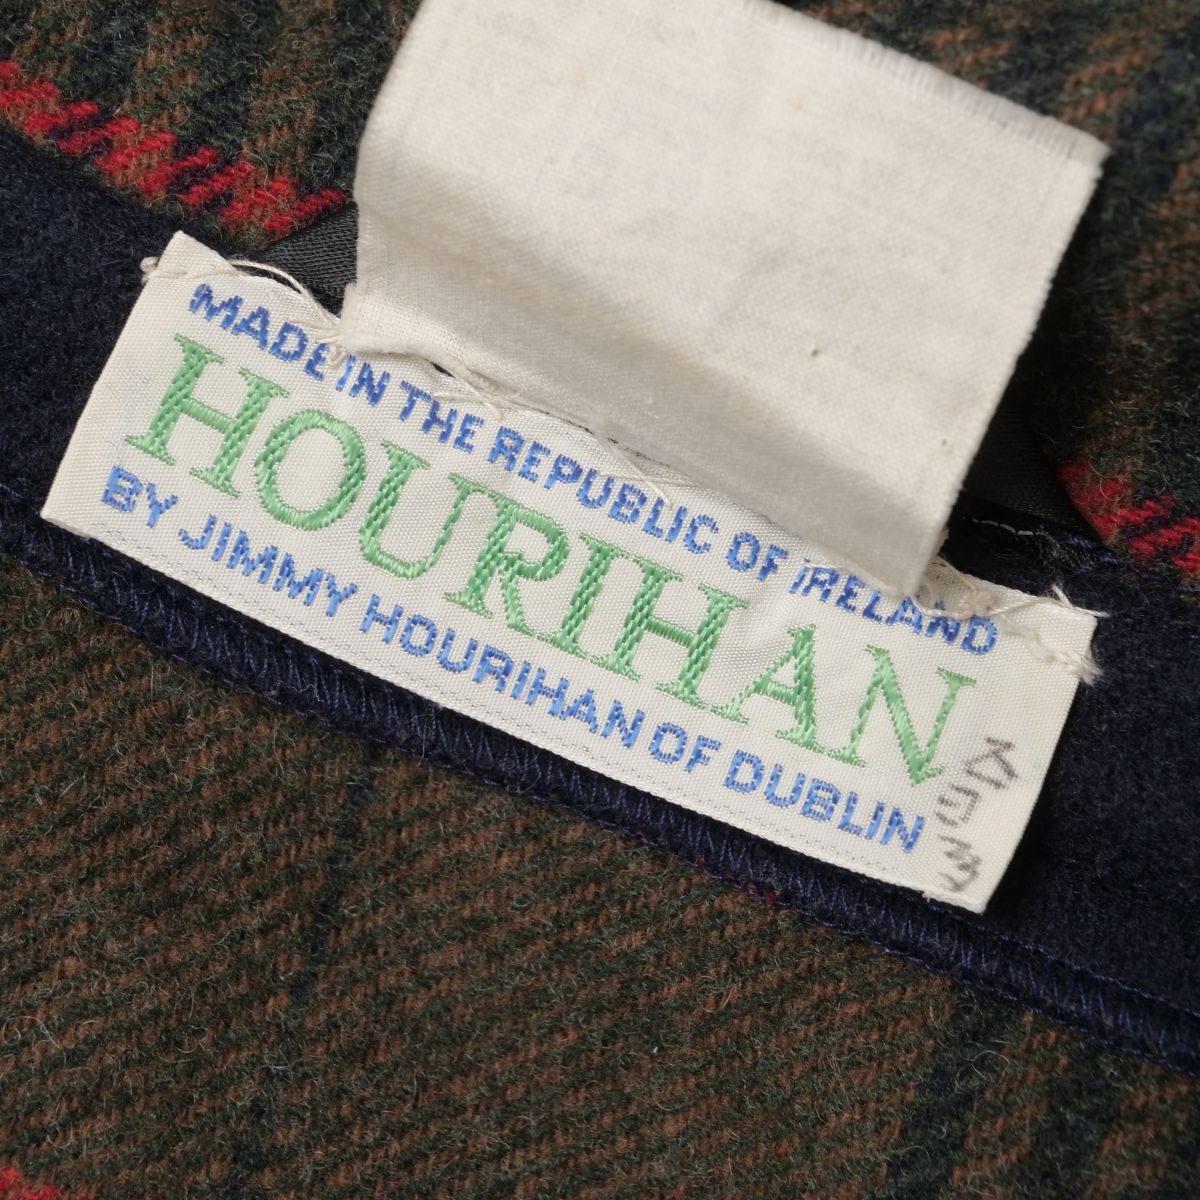 MADE IN THE REPUBLIC OF IRELAND
HOURIHAN
BY JIMMY HOURIHAN OF DUBLIN